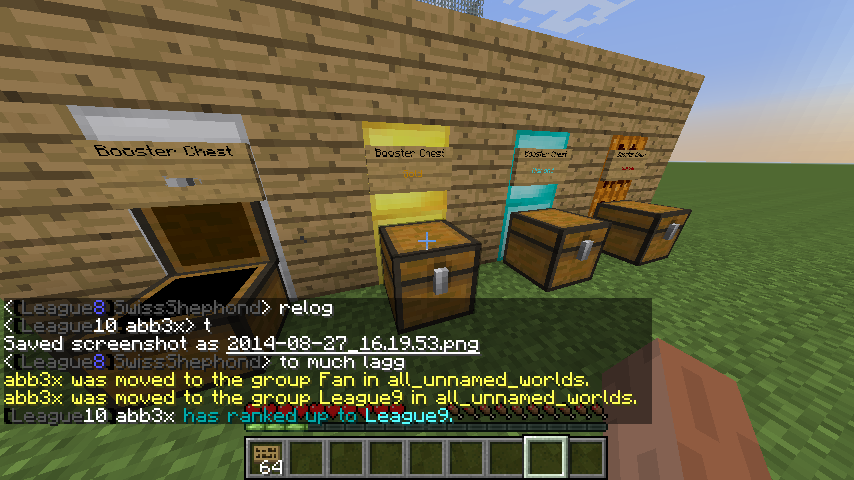 Booster Chest
Booster Chest
Booster Chest
<[League8]SwissShephond> relog
<[League10 abb3x> t
Saved screenshot as 2014-08-27_16.19.53.png
<[League8]SwissShephond> to much lagg
abb3x was moved to the group Fan in all_unnamed_worlds.
abb3x was moved to the group League9 in all_unnamed_worlds.
[League10 abb3x has ranked up to League9.
64